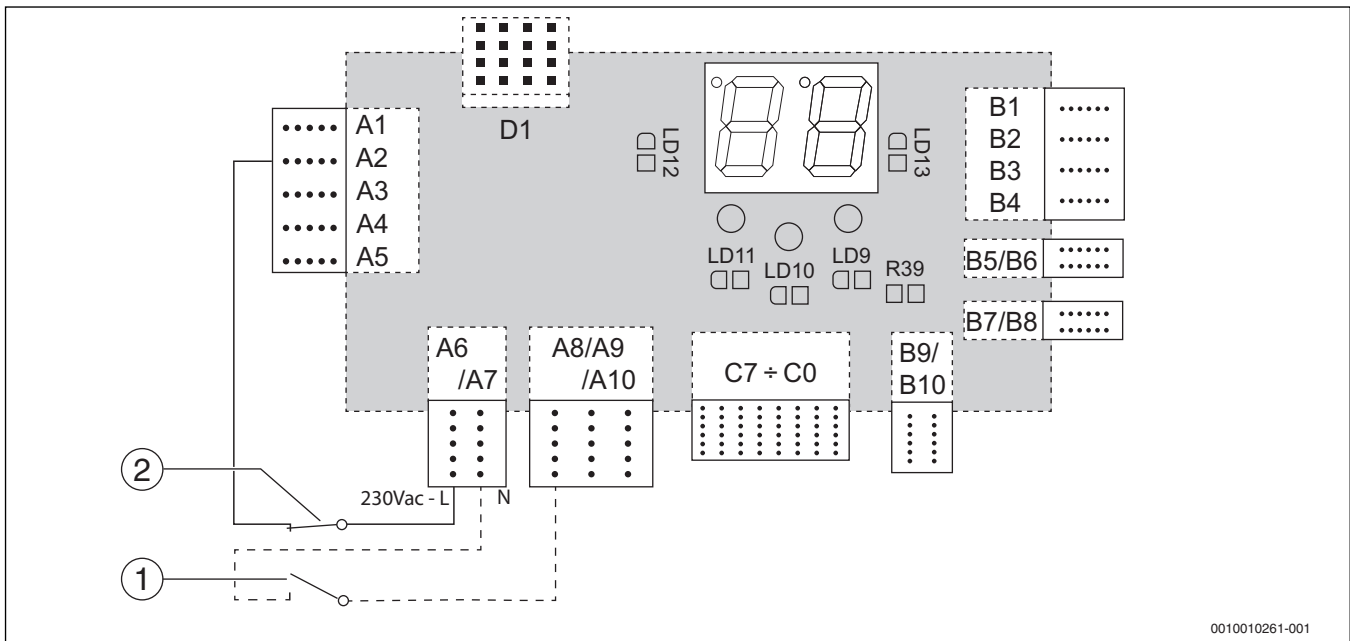 D1
A1
A2
A3
A4
A5
LD12
LD13
B1
B2
B3
B4
LD11
LD10
LD9
R39
B5/B6
B7/B8
A6
/A7
A8/A9
/A10
C7 ÷ C0
B9/
B10
2
230Vac - L
N
1
0010010261-001